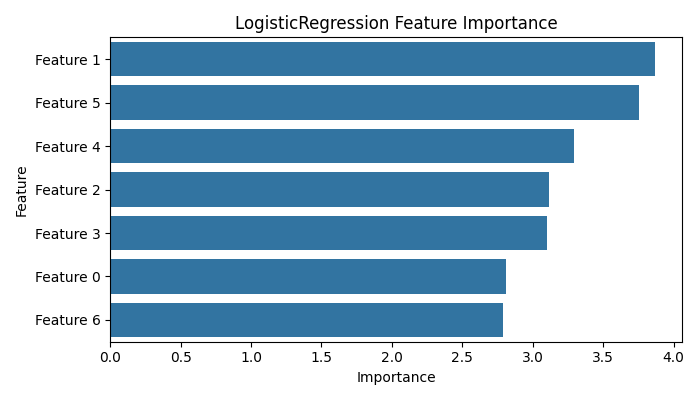 LogisticRegression Feature Importance
Feature 1
Feature 5
Feature 4
Feature 2
Feature 3
Feature 0
Feature 6
Feature
0.0 0.5 1.0 1.5 2.0 2.5 3.0 3.5 4.0
Importance